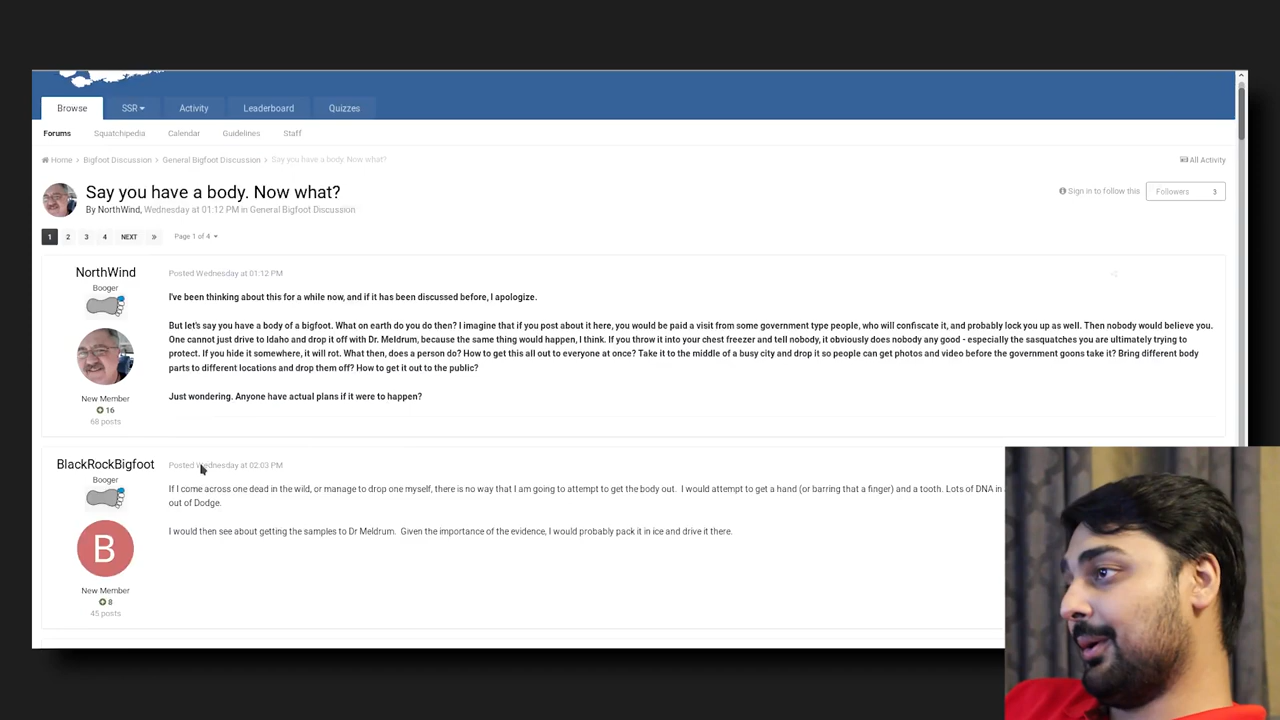 Browse SSR Activity Leaderboard Quizzes
Forums Squatchipedia Calendar Guidelines Staff
Home > Bigfoot Discussion > General Bigfoot Discussion > Say you have a body. Now what? All Activity
Say you have a body. Now what?
Sign in to follow this Followers 3
By NorthWind, Wednesday at 01:12 PM in General Bigfoot Discussion
1 2 3 4 NEXT » Page 1 of 4
NorthWind
Booger
New Member
16
68 posts
Posted Wednesday at 01:12 PM
I've been thinking about this for a while now, and if it has been discussed before, I apologize.
But let's say you have a body of a bigfoot. What on earth do you do then? I imagine that if you post about it here, you would be paid a visit from some government type people, who will confiscate it, and probably lock you up as well. Then nobody would believe you.
One cannot just drive to Idaho and drop it off with Dr. Meldrum, because the same thing would happen, I think. If you throw it into your chest freezer and tell nobody, it obviously does nobody any good - especially the sasquatches you are ultimately trying to
protect. If you hide it somewhere, it will rot. What then, does a person do? How to get this all out to everyone at once? Take it to the middle of a busy city and drop it so people can get photos and video before the government goons take it? Bring different body
parts to different locations and drop them off? How to get it out to the public?
Just wondering. Anyone have actual plans if it were to happen?
BlackRockBigfoot
Booger
B
New Member
8
45 posts
Posted Wednesday at 02:03 PM
If I come across one dead in the wild, or manage to drop one myself, there is no way that I am going to attempt to get the body out. I would attempt to get a hand (or barring that a finger) and a tooth. Lots of DNA in
out of Dodge.
I would then see about getting the samples to Dr Meldrum. Given the importance of the evidence, I would probably pack it in ice and drive it there.